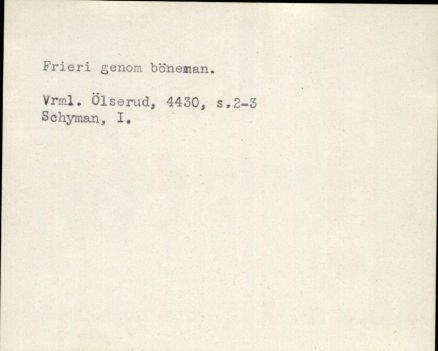 Frieri genom böneman.
Vrml. Ölserud, 4430, s.2-3
Schyman, I.